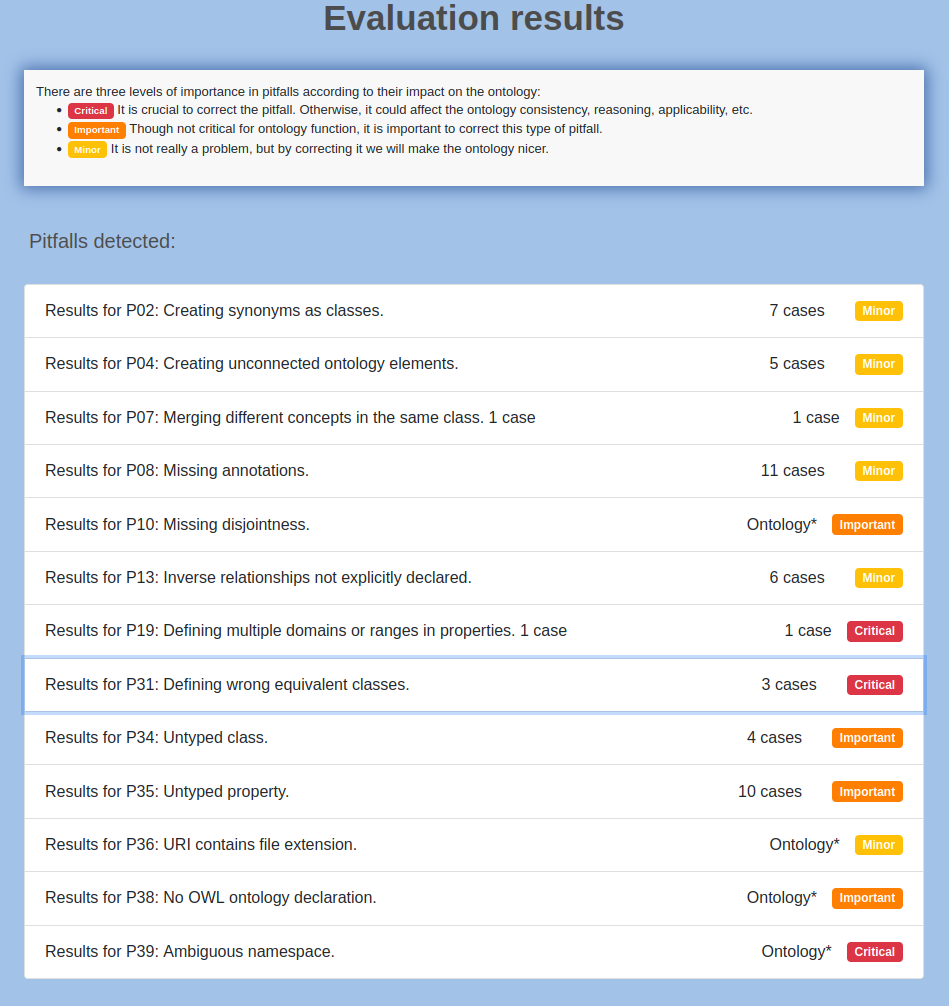 Evaluation results
There are three levels of importance in pitfalls according to their impact on the ontology:
• Critical It is crucial to correct the pitfall. Otherwise, it could affect the ontology consistency, reasoning, applicability, etc.
• Important Though not critical for ontology function, it is important to correct this type of pitfall.
• Minor It is not really a problem, but by correcting it we will make the ontology nicer.
Pitfalls detected:
Results for P02: Creating synonyms as classes. 7 cases Minor
Results for P04: Creating unconnected ontology elements. 5 cases Minor
Results for P07: Merging different concepts in the same class. 1 case 1 case Minor
Results for P08: Missing annotations. 11 cases Minor
Results for P10: Missing disjointness. Ontology* Important
Results for P13: Inverse relationships not explicitly declared. 6 cases Minor
Results for P19: Defining multiple domains or ranges in properties. 1 case 1 case Critical
Results for P31: Defining wrong equivalent classes. 3 cases Critical
Results for P34: Untyped class. 4 cases Important
Results for P35: Untyped property. 10 cases Important
Results for P36: URI contains file extension. Ontology* Minor
Results for P38: No OWL ontology declaration. Ontology* Important
Results for P39: Ambiguous namespace. Ontology* Critical